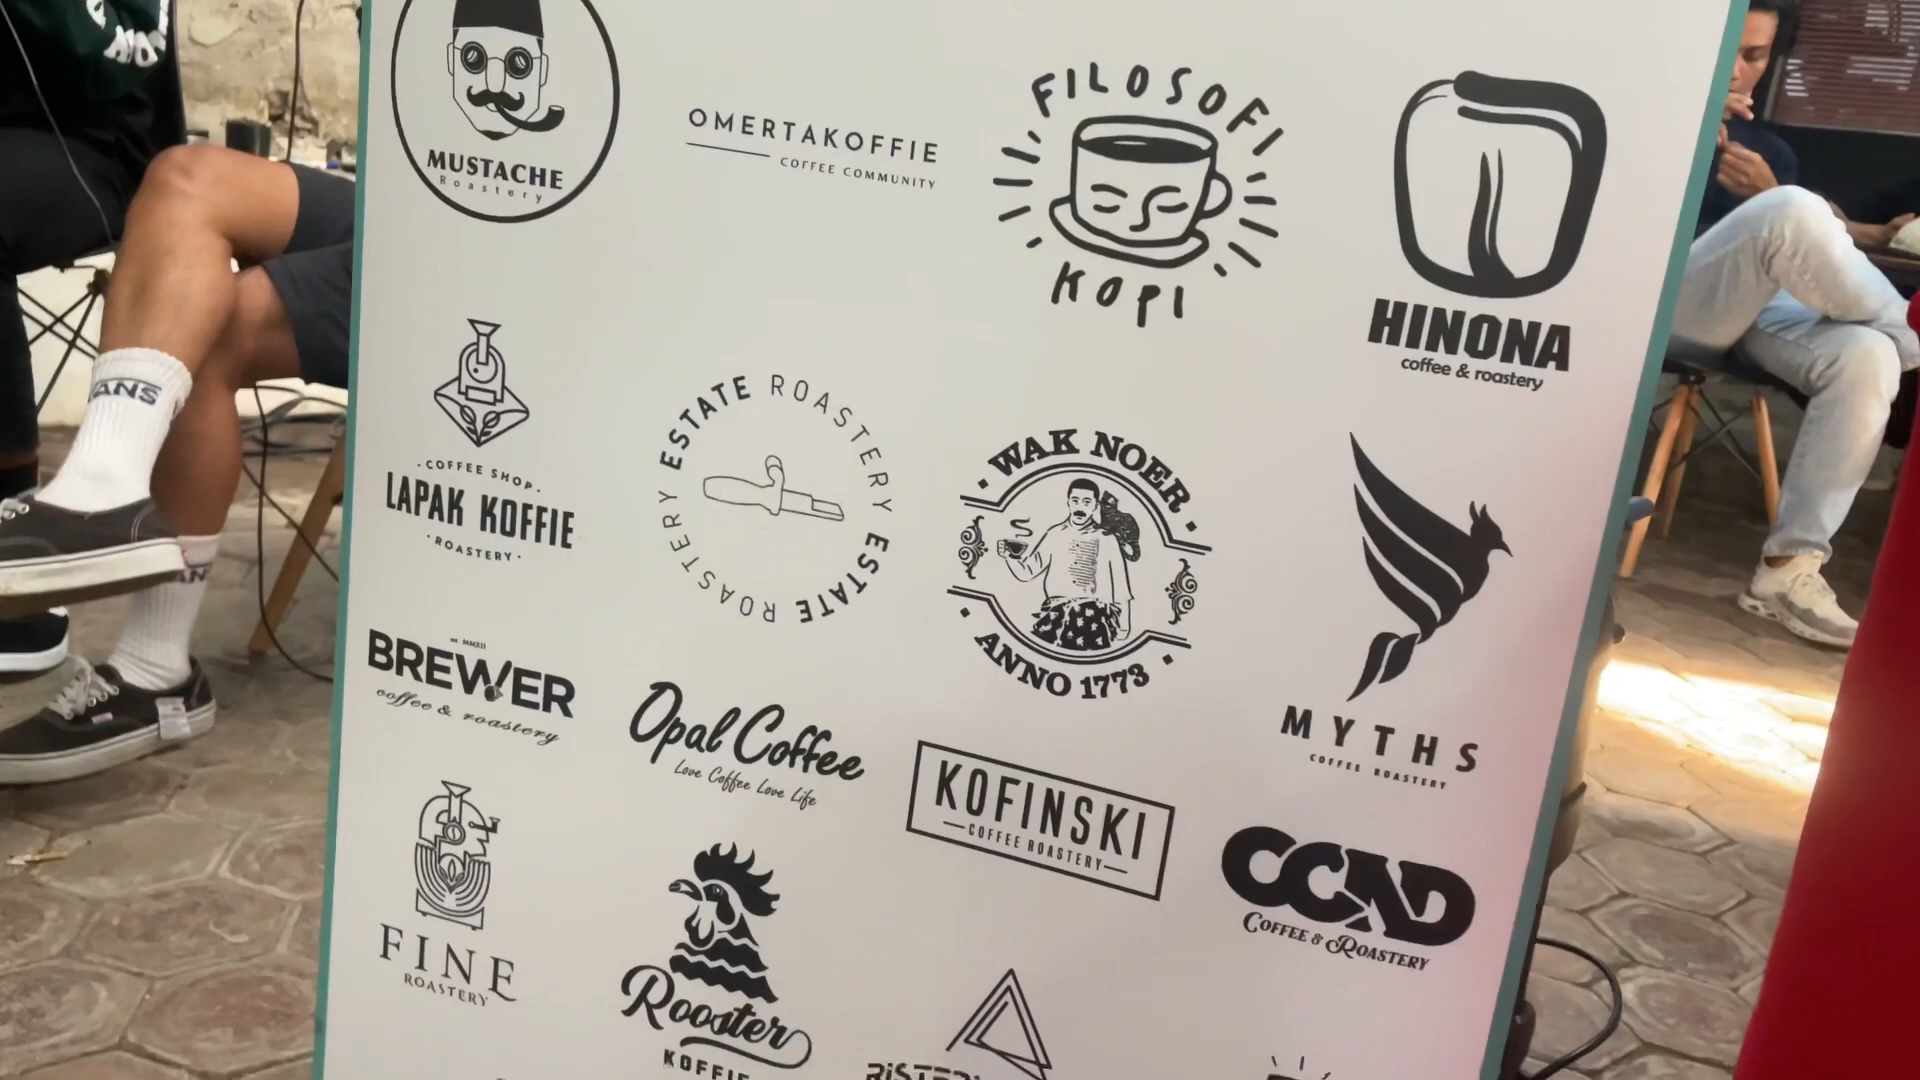 MUSTACHE
Roastery
OMERTAKOFFIE
COFFEE COMMUNITY
FILOSOFI
KOPI
HINONA
coffee & roastery
COFFEE SHOP
LAPAK KOFFIE
ROASTERY
ESTATE ROASTERY ESTATE ROASTERY
WAK NOER
ANNO 1773
MYTHS
COFFEE ROASTERY
BREWER
coffee & roastery
Opal Coffee
Love Coffee Love Life
KOFINSKI
COFFEE ROASTERY
CCND
COFFEE & ROASTERY
FINE
ROASTERY
Rooster
KOFFIE
VANS